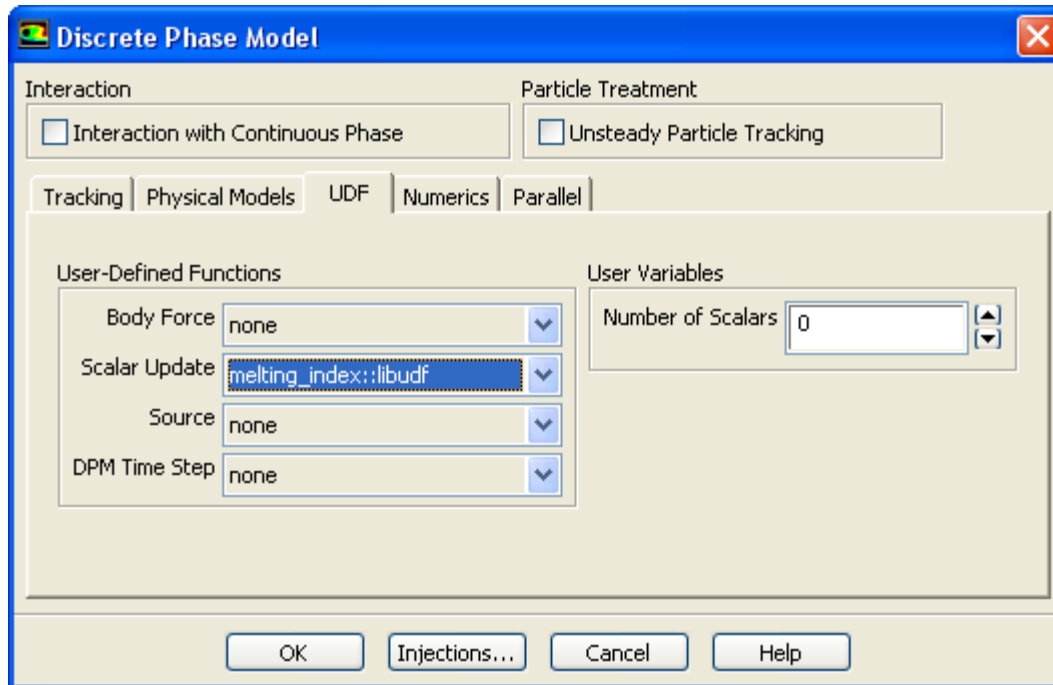 Discrete Phase Model
Interaction
Particle Treatment
Interaction with Continuous Phase
Unsteady Particle Tracking
Tracking Physical Models UDF Numerics Parallel
User-Defined Functions
User Variables
Body Force none
Number of Scalars 0
Scalar Update melting_index::libudf
Source none
DPM Time Step none
OK Injections... Cancel Help